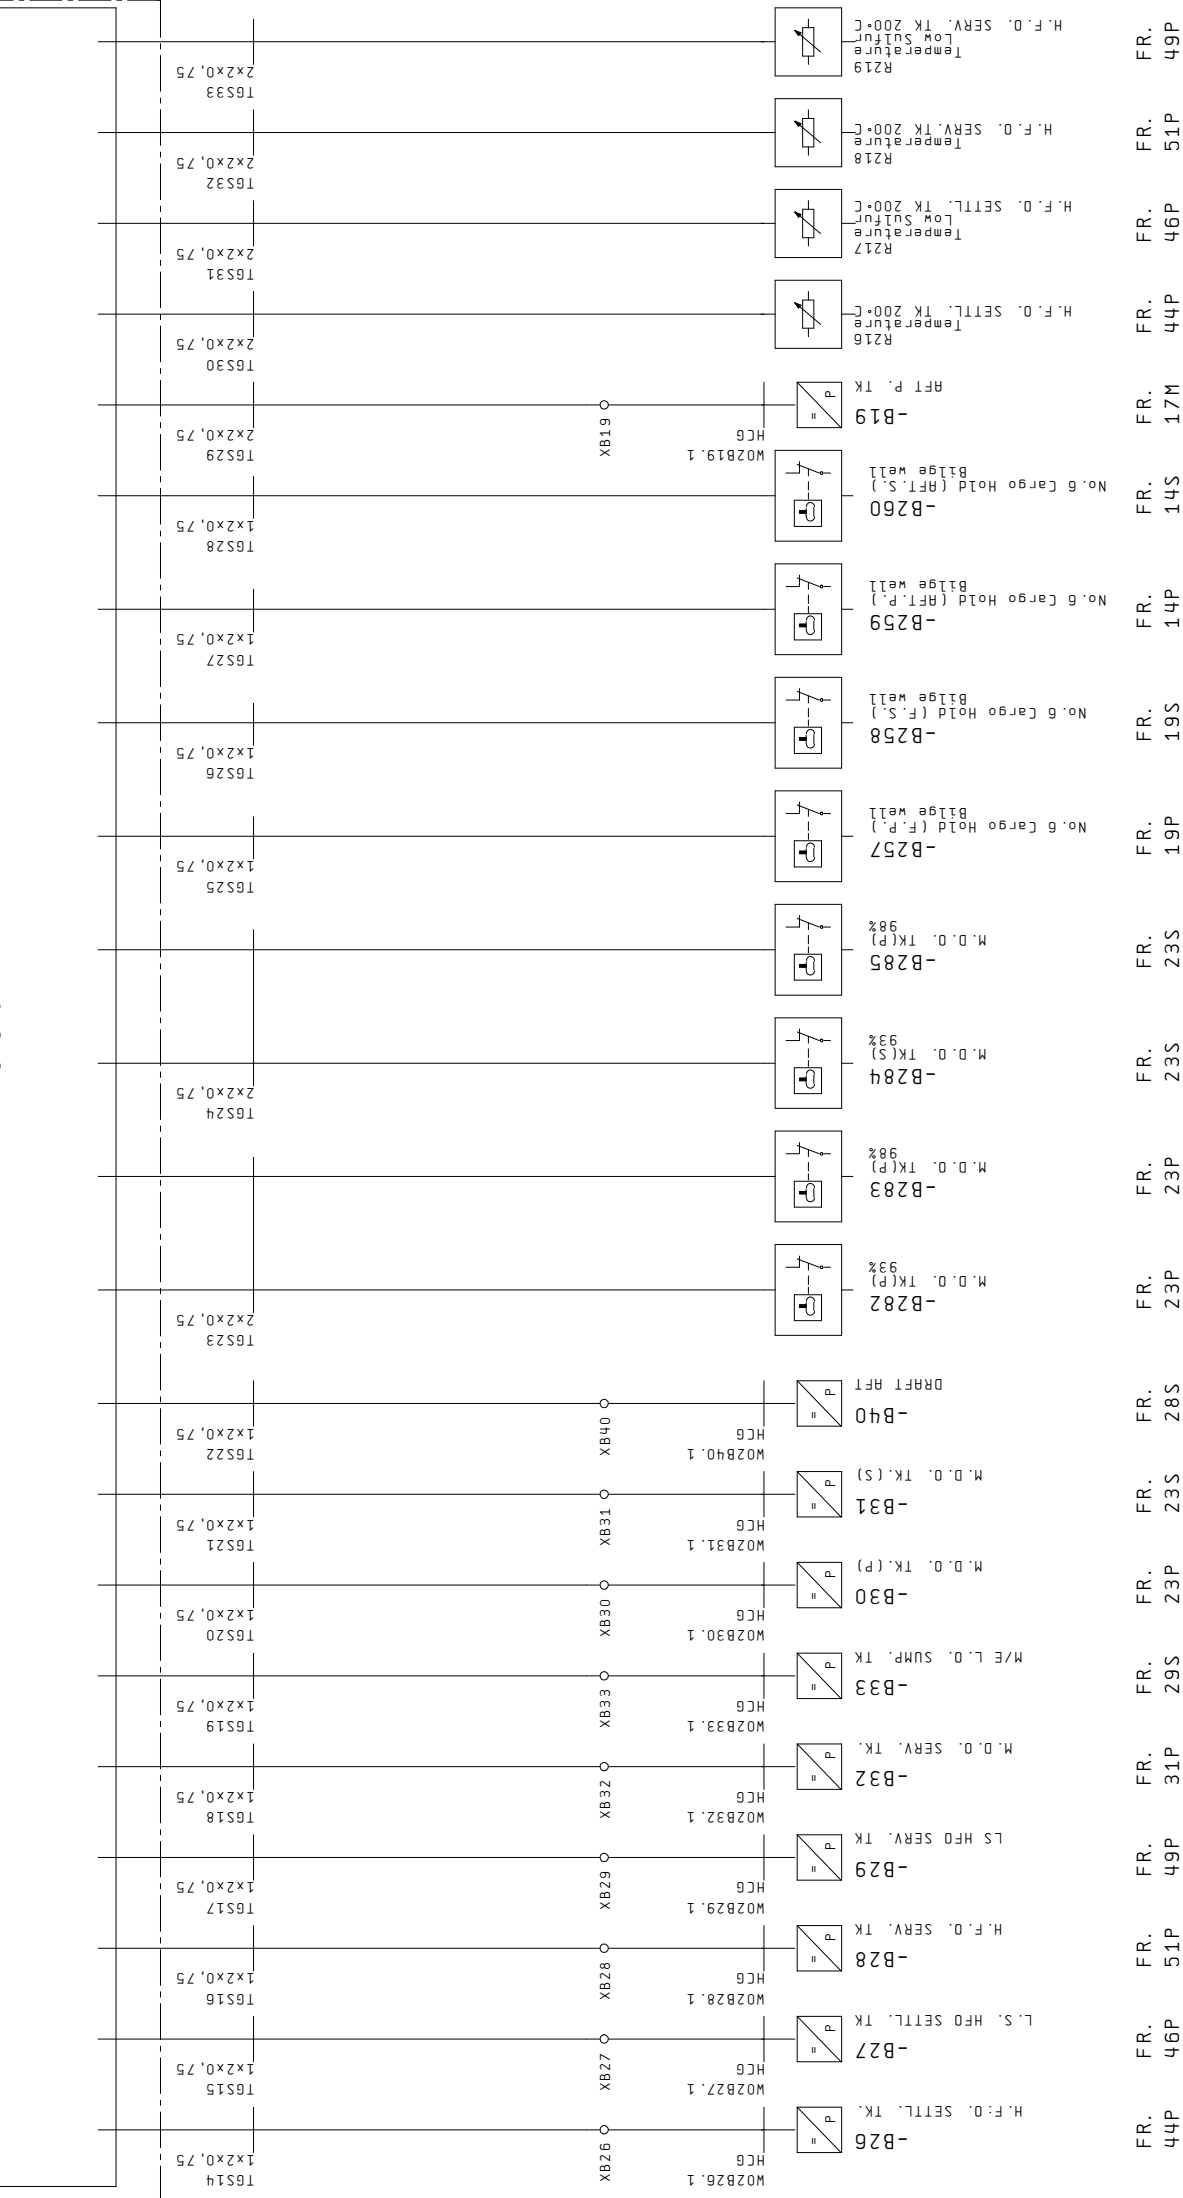 TGS33
2x2x0,75
R219
Temperature
Low Sulfur
H.F.O. SERV. TK 200°C
FR.
49P
TGS32
2x2x0,75
R218
Temperature
H.F.O. SERV.TK 200°C
FR.
51P
TGS31
2x2x0,75
R217
Temperature
Low Sulfur
H.F.O. SETTL. TK 200°C
FR.
46P
TGS30
2x2x0,75
R216
Temperature
H.F.O. SETTL. TK 200°C
FR.
44P
TGS29
2x2x0,75
XB19
W02B19.1
HCG
P
-B19
AFT P. TK
FR.
17M
TGS28
1x2x0,75
-B260
No.6 Cargo Hold (AFT.S.)
Bilge well
FR.
14S
TGS27
1x2x0,75
-B259
No.6 Cargo Hold (AFT.P.)
Bilge well
FR.
14P
TGS26
1x2x0,75
-B258
No.6 Cargo Hold (F.S.)
Bilge well
FR.
19S
TGS25
1x2x0,75
-B257
No.6 Cargo Hold (F.P.)
Bilge well
FR.
19P
-B285
M.D.O. TK(P)
98%
FR.
23S
TGS24
2x2x0,75
-B284
M.D.O. TK(S)
93%
FR.
23S
-B283
M.D.O. TK(P)
98%
FR.
23P
TGS23
2x2x0,75
-B282
M.D.O. TK(P)
93%
FR.
23P
TGS22
1x2x0,75
XB40
W02B40.1
HCG
P
-B40
DRAFT AFT
FR.
28S
TGS21
1x2x0,75
XB31
W02B31.1
HCG
P
-B31
M.D.O. TK.(S)
FR.
23S
TGS20
1x2x0,75
XB30
W02B30.1
HCG
P
-B30
M.D.O. TK.(P)
FR.
23P
TGS19
1x2x0,75
XB33
W02B33.1
HCG
P
-B33
M/E L.O. SUMP. TK
FR.
29S
TGS18
1x2x0,75
XB32
W02B32.1
HCG
P
-B32
M.D.O. SERV. TK.
FR.
31P
TGS17
1x2x0,75
XB29
W02B29.1
HCG
P
-B29
LS HFO SERV. TK
FR.
49P
TGS16
1x2x0,75
XB28
W02B28.1
HCG
P
-B28
H.F.O. SERV. TK
FR.
51P
TGS15
1x2x0,75
XB27
W02B27.1
HCG
P
-B27
L.S. HFO SETTL. TK
FR.
46P
TGS14
1x2x0,75
XB26
W02B26.1
HCG
P
-B26
H.F:O. SETTL. TK.
FR.
44P